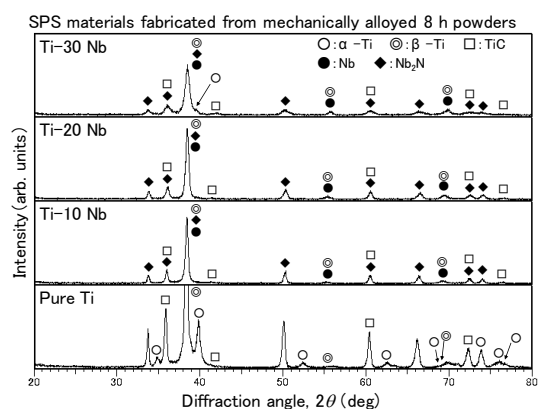 SPS materials fabricated from mechanically alloyed 8 h powders
Ti-30 Nb
○: α-Ti ◎: β-Ti □: TiC
●: Nb ◆: Nb₂N
Ti-20 Nb
Ti-10 Nb
Pure Ti
Intensity (arb. units)
20 30 40 50 60 70 80
Diffraction angle, 2θ (deg)